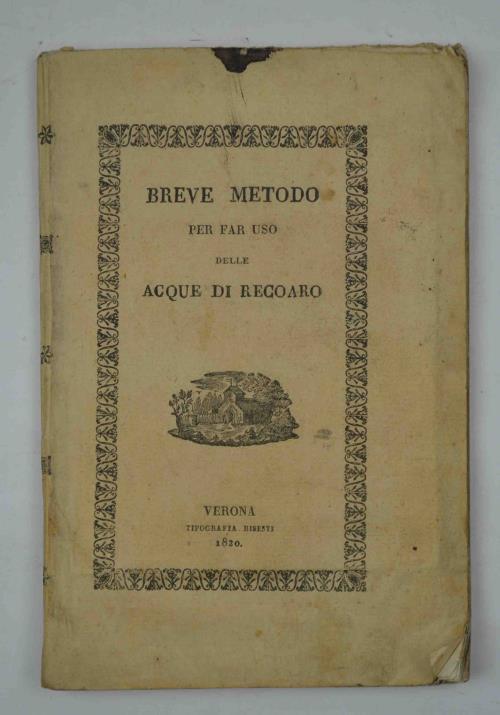 BREVE METODO
PER FAR USO
DELLE
ACQUE DI RECOARO
VERONA
TIPOGRAFIA BISESTI
1820.